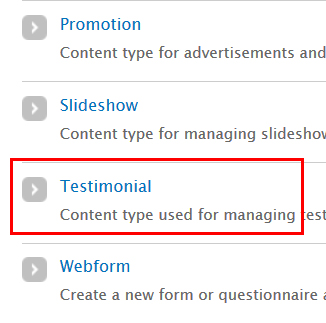 Promotion
Content type for advertisements and
Slideshow
Content type for managing slideshow
Testimonial
Content type used for managing test
Webform
Create a new form or questionnaire a